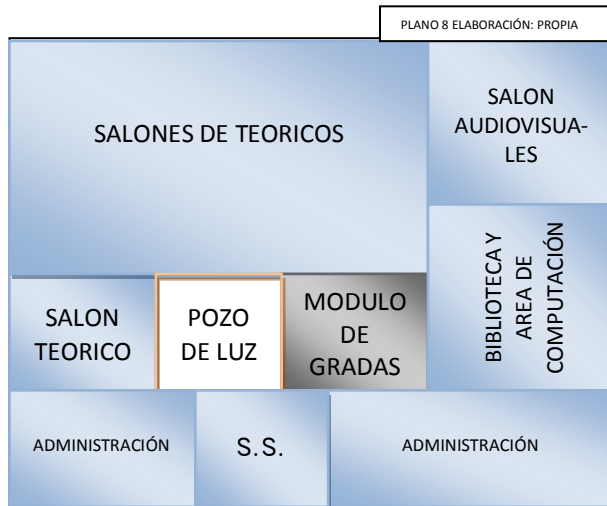 PLANO 8 ELABORACIÓN: PROPIA
SALONES DE TEORICOS
SALON
AUDIOVISUA-
LES
BIBLIOTECA Y
AREA DE
COMPUTACIÓN
SALON
TEORICO
POZO
DE LUZ
MODULO
DE
GRADAS
ADMINISTRACIÓN
S.S.
ADMINISTRACIÓN